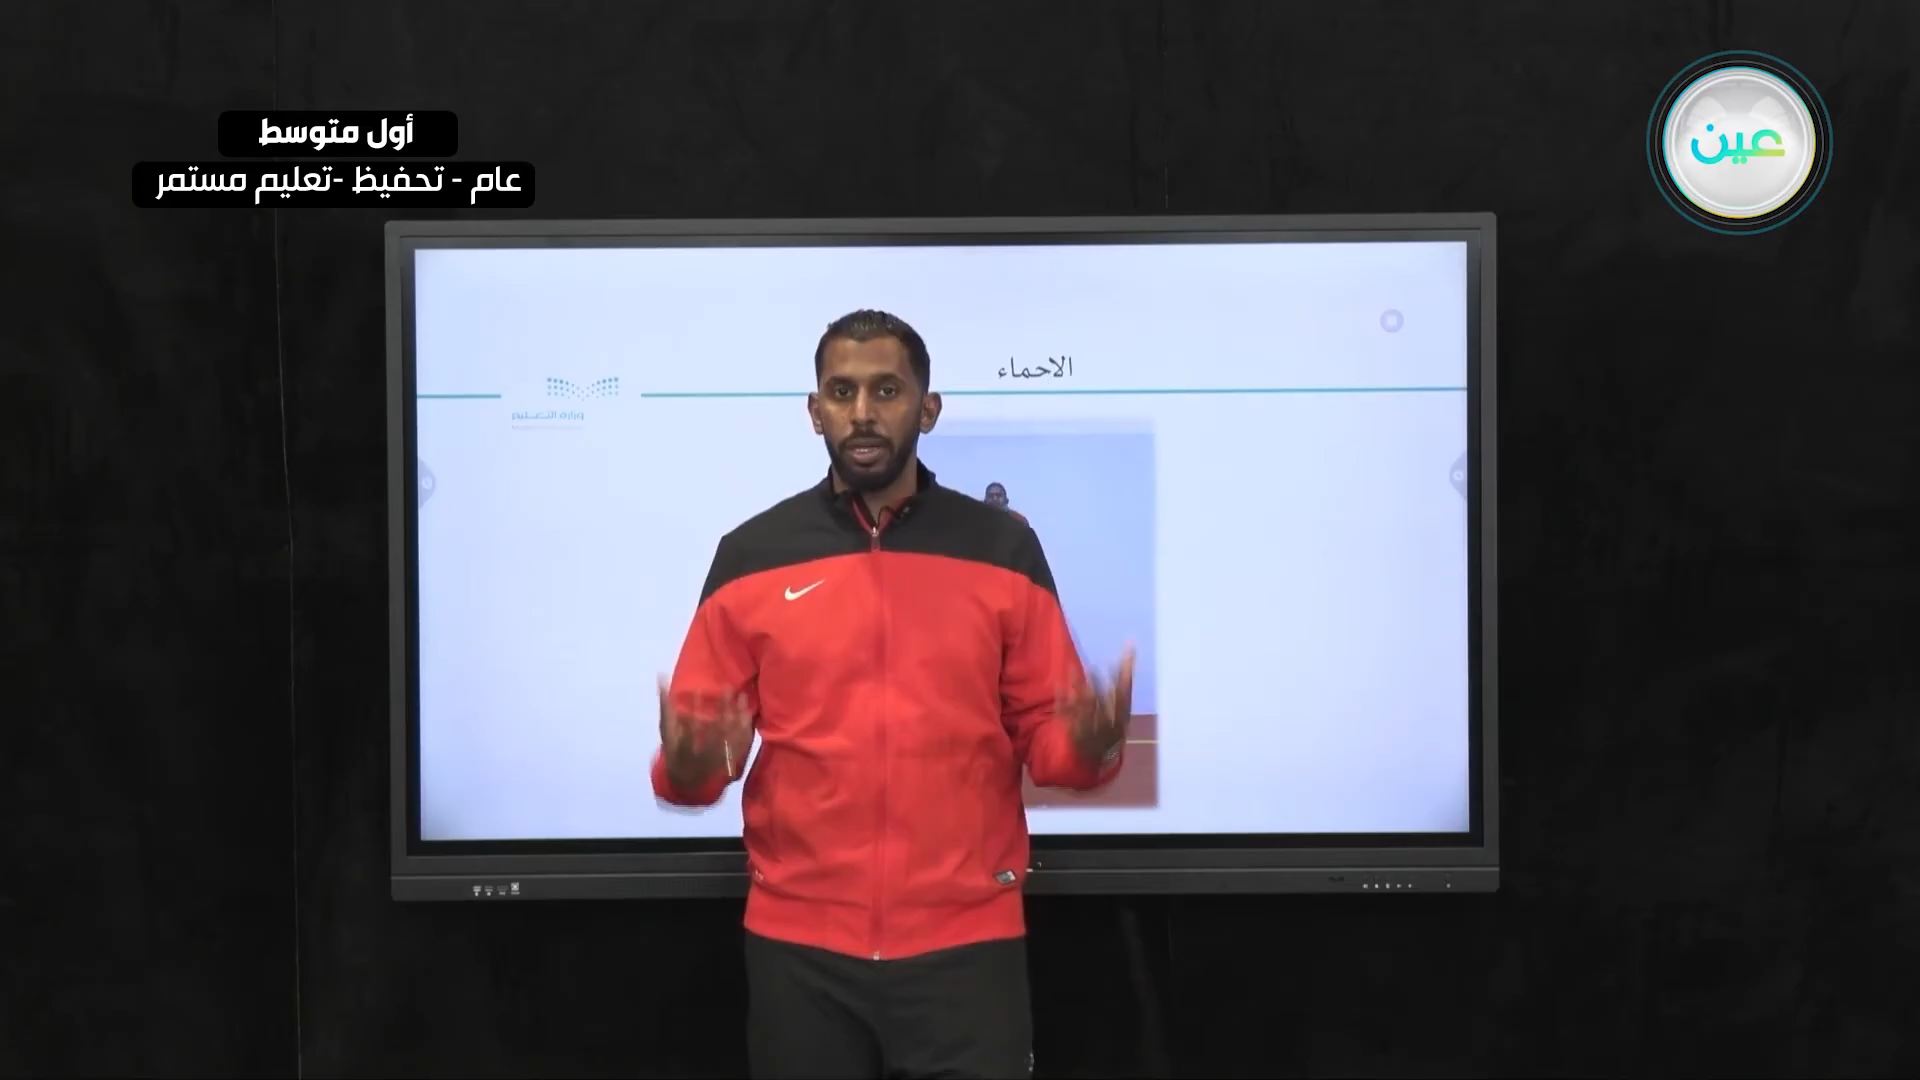 أول متوسط
عام - تحفيظ -تعليم مستمر
عين
الاحماء
وزارة التعليم